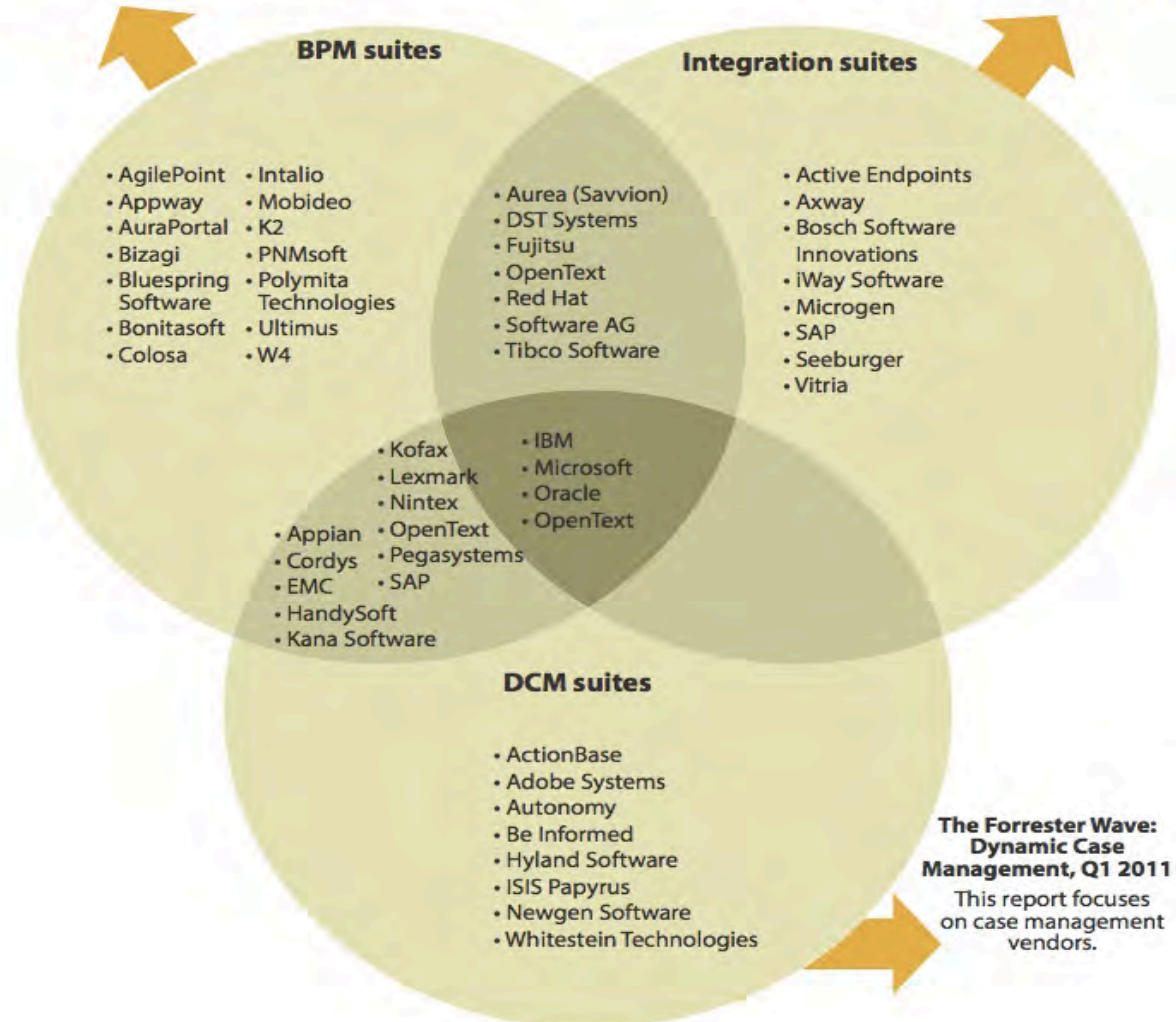 BPM suites
Integration suites
• AgilePoint
• Appway
• AuraPortal
• Bizagi
• Bluespring
Software
• Bonitasoft
• Colosa
• Intalio
• Mobideo
• K2
• PNMsoft
• Polymita
Technologies
• Ultimus
• W4
• Aurea (Savvion)
• DST Systems
• Fujitsu
• OpenText
• Red Hat
• Software AG
• Tibco Software
• Active Endpoints
• Axway
• Bosch Software
Innovations
• iWay Software
• Microgen
• SAP
• Seeburger
• Vitria
• Appian
• Cordys
• EMC
• HandySoft
• Kana Software
• Kofax
• Lexmark
• Nintex
• OpenText
• Pegasystems
• SAP
• IBM
• Microsoft
• Oracle
• OpenText
DCM suites
• ActionBase
• Adobe Systems
• Autonomy
• Be Informed
• Hyland Software
• ISIS Papyrus
• Newgen Software
• Whitestein Technologies
The Forrester Wave:
Dynamic Case
Management, Q1 2011
This report focuses
on case management
vendors.